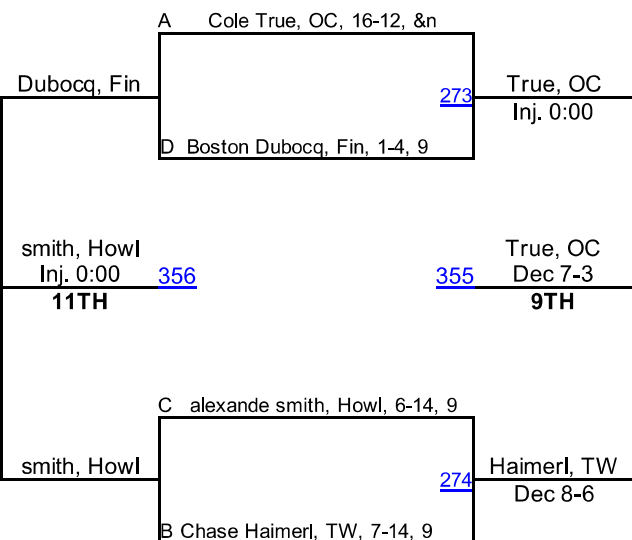 A Cole True, OC, 16-12, &n
Dubocq, Fin
273
True, OC
Inj. 0:00
D Boston Dubocq, Fin, 1-4, 9
smith, Howl
Inj. 0:00
11TH
356
355
True, OC
Dec 7-3
9TH
C alexande smith, Howl, 6-14, 9
smith, Howl
274
Haimerl, TW
Dec 8-6
B Chase Haimerl, TW, 7-14, 9